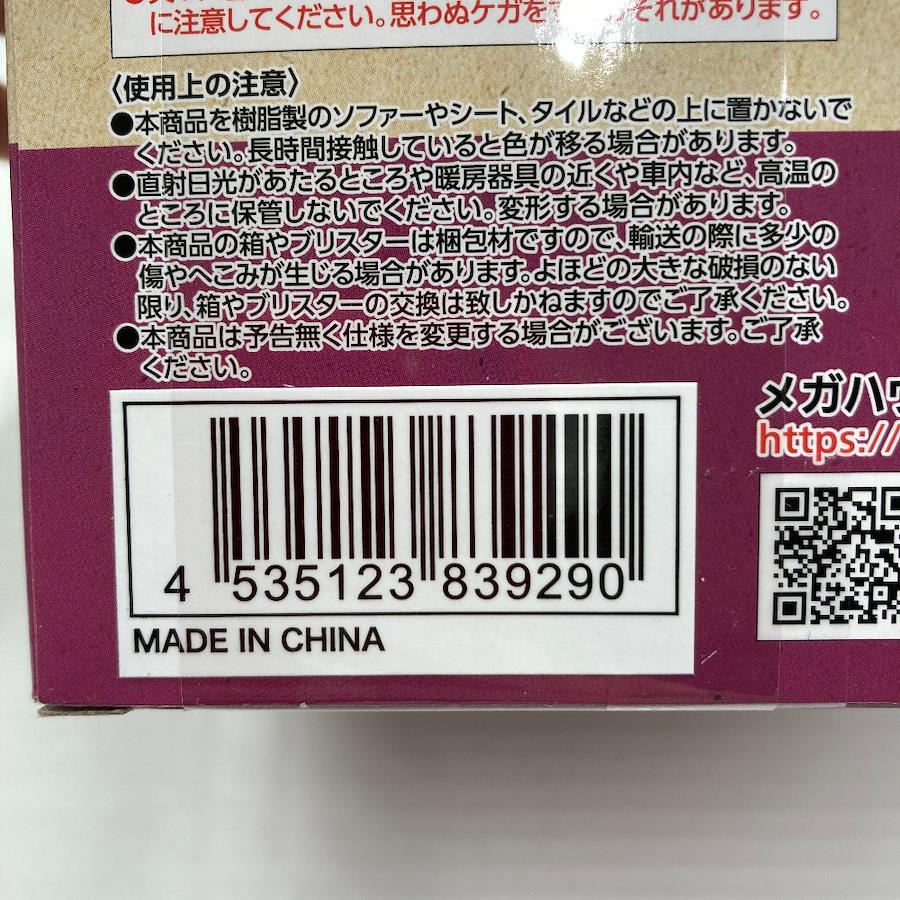 に注意してください。思わぬケガを それがあります。
〈使用上の注意〉
●本商品を樹脂製のソファーやシート、タイルなどの上に置かないで
ください。長時間接触していると色が移る場合があります。
●直射日光があたるところや暖房器具の近くや車内など、高温の
ところに保管しないでください。変形する場合があります。
●本商品の箱やブリスターは梱包材ですので、輸送の際に多少の
傷やへこみが生じる場合があります。よほどの大きな破損のない
限り、箱やブリスターの交換は致しかねますのでご了承ください。
●本商品は予告無く仕様を変更する場合がございます。ご了承
ください。
メガハウ
https://
4 535123 839290
MADE IN CHINA